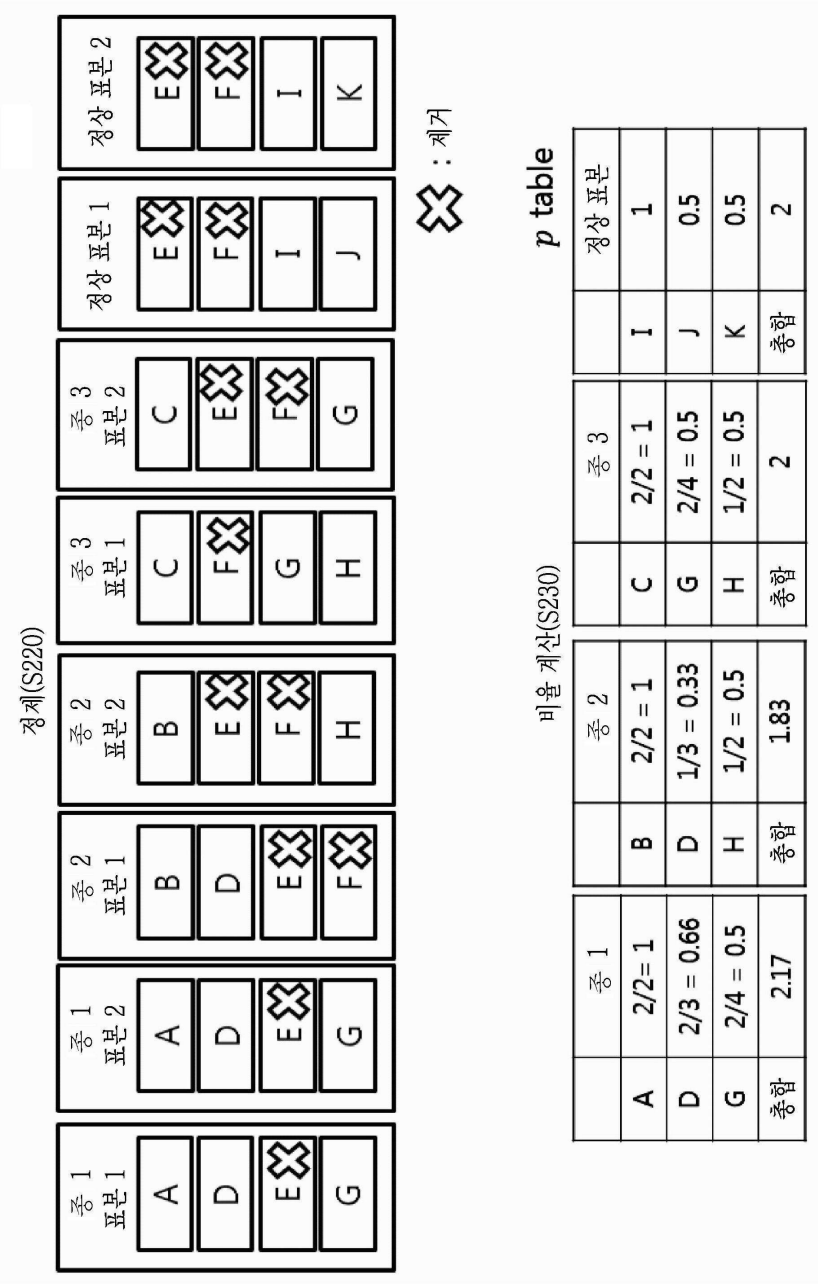 정제(S220)
종 1
표본 1
A
D
E
G
종 1
표본 2
A
D
E
G
종 2
표본 1
B
D
E
F
종 2
표본 2
B
E
F
H
종 3
표본 1
C
F
G
H
종 3
표본 2
C
E
F
G
정상 표본 1
E
F
I
J
정상 표본 2
E
F
I
K
: 제거
비율 계산(S230)
p table
종 1
A 2/2= 1
D 2/3 = 0.66
G 2/4 = 0.5
총합 2.17
종 2
B 2/2 = 1
D 1/3 = 0.33
H 1/2 = 0.5
총합 1.83
종 3
C 2/2 = 1
G 2/4 = 0.5
H 1/2 = 0.5
총합 2
정상 표본
I 1
J 0.5
K 0.5
총합 2